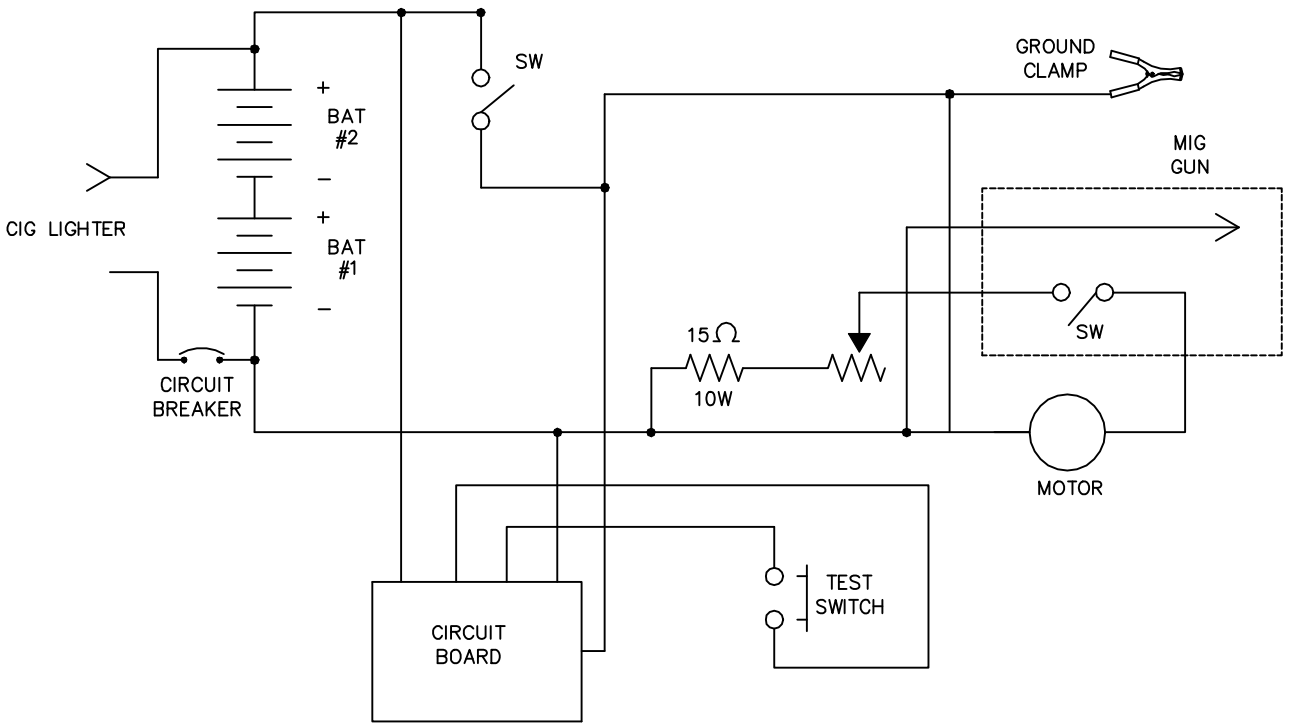 SW
GROUND
CLAMP
+
BAT
#2
–
MIG
GUN
+
BAT
#1
–
CIG LIGHTER
15Ω
10W
SW
CIRCUIT
BREAKER
MOTOR
TEST
SWITCH
CIRCUIT
BOARD